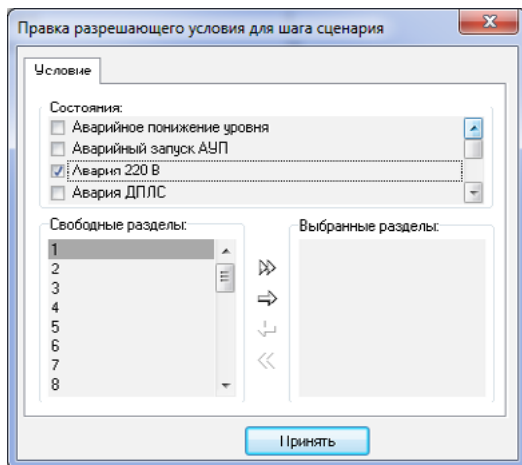 Правка разрешающего условия для шага сценария
Условие
Состояния:
Аварийное понижение уровня
Аварийный запуск АУП
Авария 220 В
Авария ДПЛС
Свободные разделы:
Выбранные разделы:
1
2
3
4
5
6
7
8
Принять